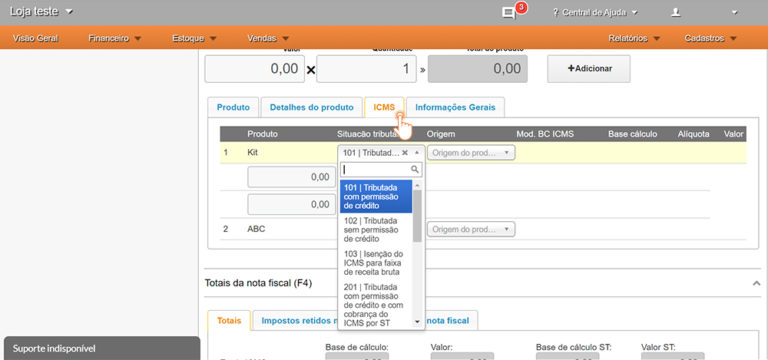 Loja teste
3
? Central de Ajuda
Visão Geral Financeiro Estoque Vendas Relatórios Cadastros
Valor Quantidade Total do produto
0,00 × 1 » 0,00 +Adicionar
Produto Detalhes do produto ICMS Informações Gerais
Produto Situação tributá Origem Mod. BC ICMS Base cálculo Alíquota Valor
1 Kit 101 | Tributad... × Origem do prod...
101 | Tributada
com permissão
de crédito
0,00
0,00
102 | Tributada
sem permissão
de crédito
2 ABC Origem do prod...
103 | Isenção do
ICMS para faixa
de receita bruta
201 | Tributada
com permissão
de crédito e com
cobrança do
ICMS por ST
Totais da nota fiscal (F4)
Totais Impostos retidos nota fiscal
Base de cálculo: Valor: Base de cálculo ST: Valor ST:
Suporte indisponível